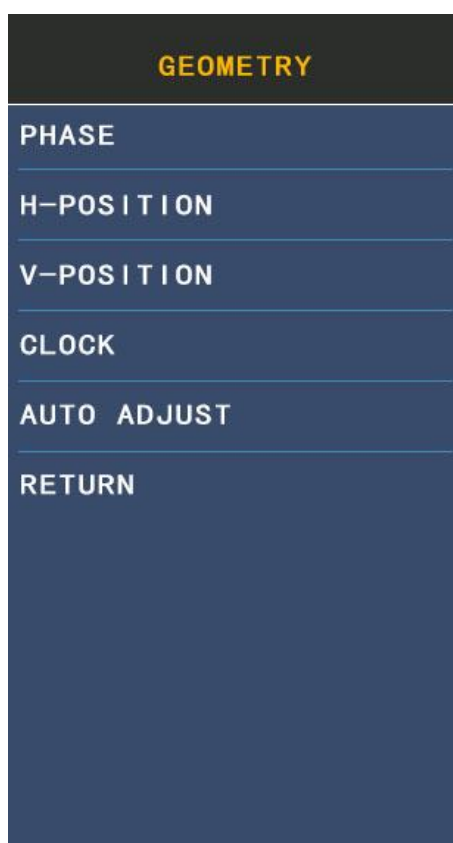 GEOMETRY
PHASE
H-POSITION
V-POSITION
CLOCK
AUTO ADJUST
RETURN